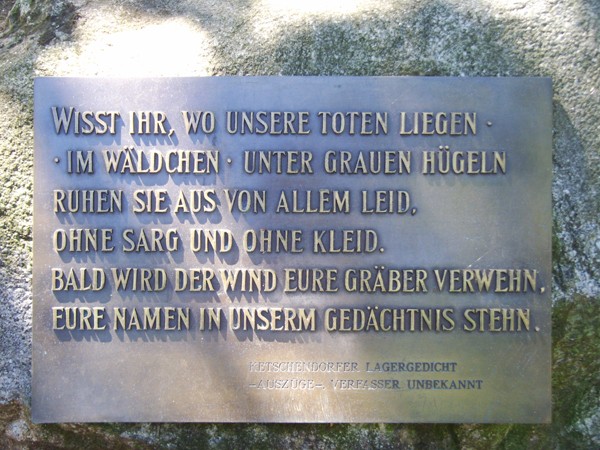 WISST IHR, WO UNSERE TOTEN LIEGEN ·
· IM WÄLDCHEN · UNTER GRAUEN HÜGELN
RUHEN SIE AUS VON ALLEM LEID,
OHNE SARG UND OHNE KLEID.
BALD WIRD DER WIND EURE GRÄBER VERWEHN,
EURE NAMEN IN UNSERM GEDÄCHTNIS STEHN.
KETSCHENDORFER LAGERGEDICHT
–AUSZÜGE–, VERFASSER UNBEKANNT